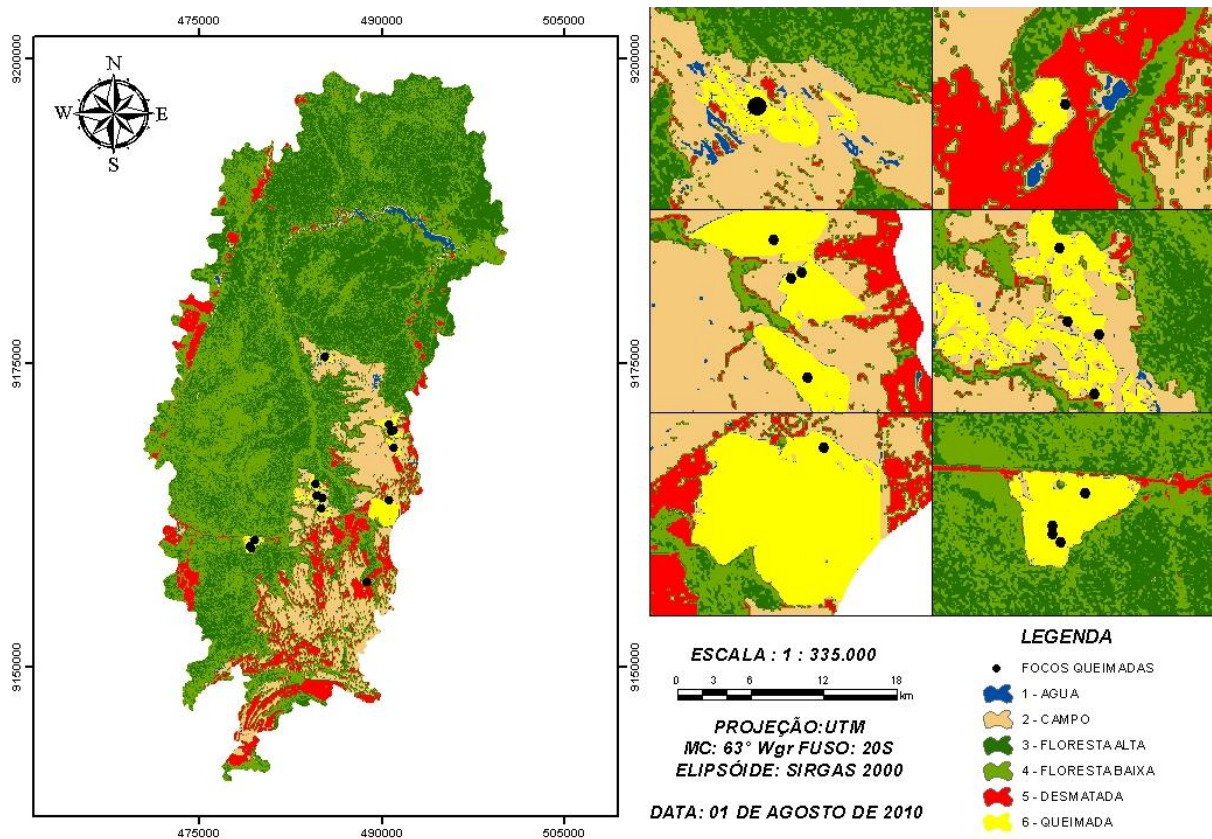 475000 490000 505000
9200000 9200000
N
W E
S
9175000 9175000
9150000 9150000
475000 490000 505000
ESCALA : 1 : 335.000
0 3 6 12 18
km
PROJEÇÃO:UTM
MC: 63° Wgr FUSO: 20S
ELIPSÓIDE: SIRGAS 2000
DATA: 01 DE AGOSTO DE 2010
LEGENDA
FOCOS QUEIMADAS
1 - AGUA
2 - CAMPO
3 - FLORESTA ALTA
4 - FLORESTA BAIXA
5 - DESMATADA
6 - QUEIMADA